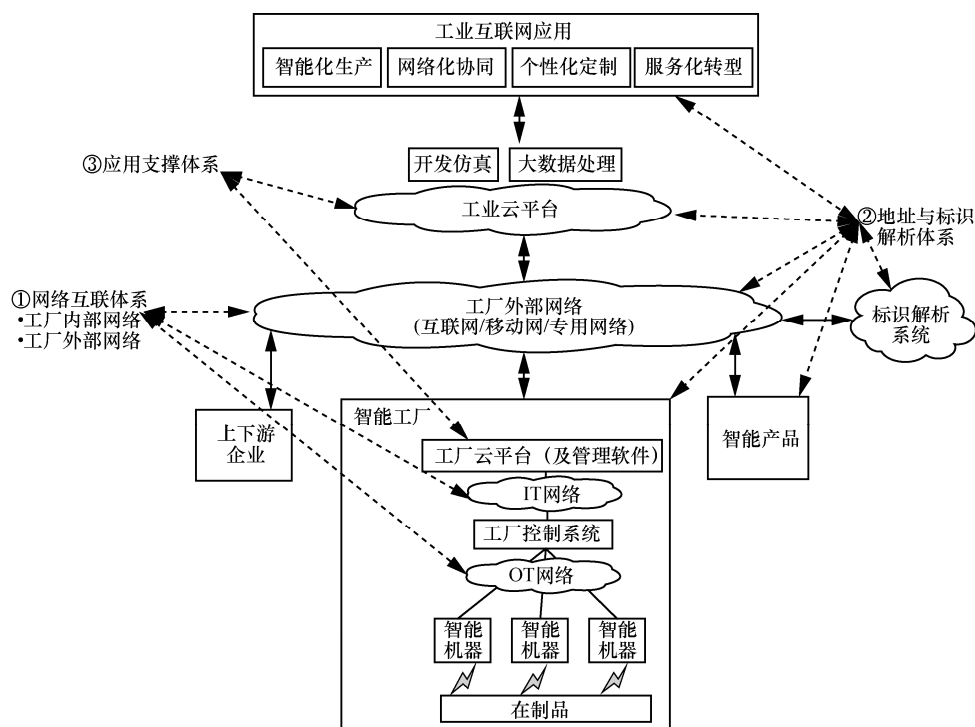 工业互联网应用
智能化生产
网络化协同
个性化定制
服务化转型
③应用支撑体系
开发仿真
大数据处理
工业云平台
②地址与标识
解析体系
①网络互联体系
•工厂内部网络
•工厂外部网络
工厂外部网络
(互联网/移动网/专用网络)
标识解析
系统
上下游
企业
智能工厂
智能产品
工厂云平台（及管理软件）
IT网络
工厂控制系统
OT网络
智能
机器
智能
机器
智能
机器
在制品